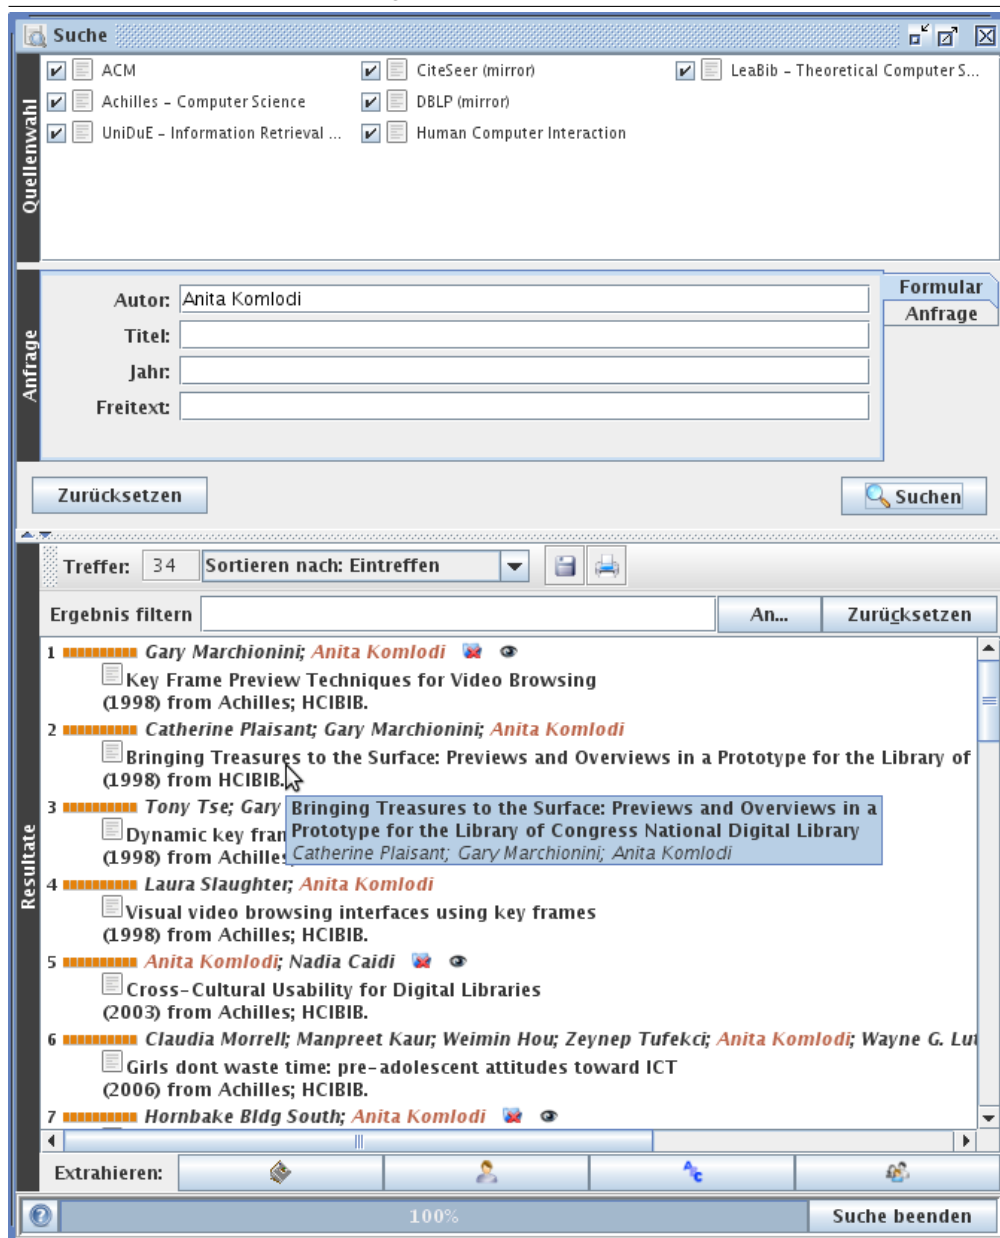 Suche
Quellenwahl
ACM
CiteSeer (mirror)
LeaBib - Theoretical Computer S...
Achilles - Computer Science
DBLP (mirror)
UniDuE - Information Retrieval ...
Human Computer Interaction
Anfrage
Autor: Anita Komlodi
Titel:
Jahr:
Freitext:
Formular
Anfrage
Zurücksetzen
Suchen
Resultate
Treffer: 34 Sortieren nach: Eintreffen
Ergebnis filtern An... Zurücksetzen
1 Gary Marchionini; Anita Komlodi
Key Frame Preview Techniques for Video Browsing
(1998) from Achilles; HCIBIB.
2 Catherine Plaisant; Gary Marchionini; Anita Komlodi
Bringing Treasures to the Surface: Previews and Overviews in a Prototype for the Library of
(1998) from HCIBIB.
3 Tony Tse; Gary
Dynamic key fran
(1998) from Achilles
Bringing Treasures to the Surface: Previews and Overviews in a
Prototype for the Library of Congress National Digital Library
Catherine Plaisant; Gary Marchionini; Anita Komlodi
4 Laura Slaughter; Anita Komlodi
Visual video browsing interfaces using key frames
(1998) from Achilles; HCIBIB.
5 Anita Komlodi; Nadia Caidi
Cross-Cultural Usability for Digital Libraries
(2003) from Achilles; HCIBIB.
6 Claudia Morrell; Manpreet Kaur; Weimin Hou; Zeynep Tufekci; Anita Komlodi; Wayne G. Lut
Girls dont waste time: pre-adolescent attitudes toward ICT
(2006) from Achilles; HCIBIB.
7 Hornbake Bldg South; Anita Komlodi
Extrahieren:
100%
Suche beenden